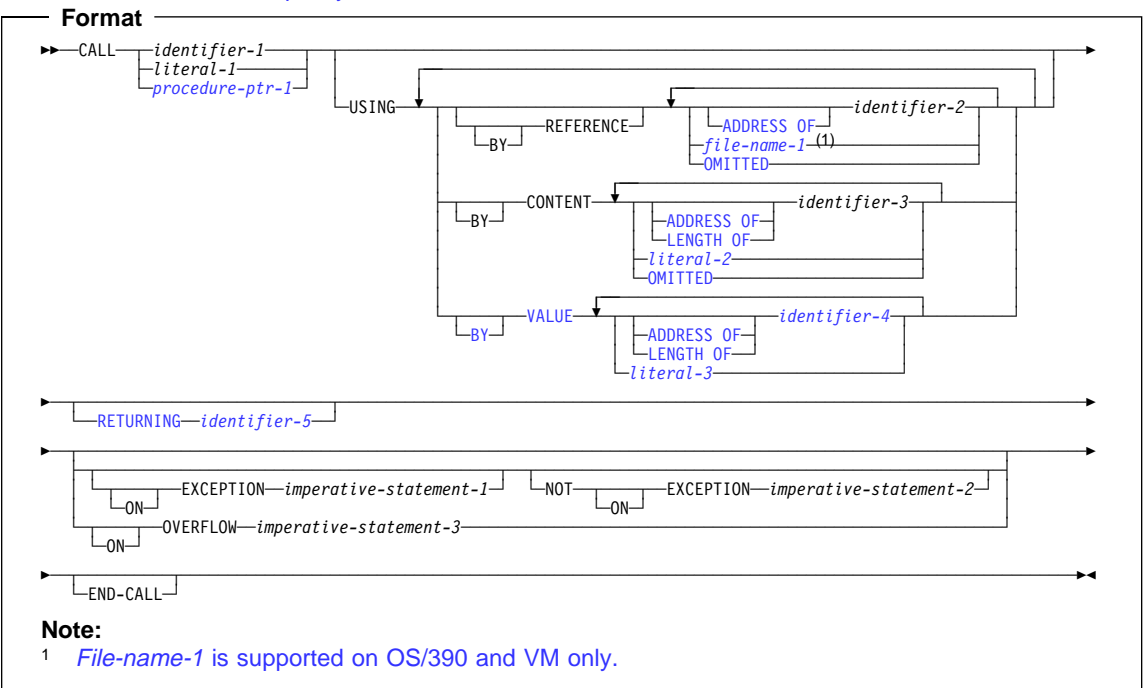 Format
CALL identifier-1
literal-1
procedure-ptr-1
USING
BY REFERENCE ADDRESS OF identifier-2
file-name-1 (1)
OMITTED
BY CONTENT ADDRESS OF identifier-3
LENGTH OF
literal-2
OMITTED
BY VALUE ADDRESS OF identifier-4
LENGTH OF
literal-3
RETURNING identifier-5
ON EXCEPTION imperative-statement-1 NOT ON EXCEPTION imperative-statement-2
ON OVERFLOW imperative-statement-3
END-CALL
Note:
1 File-name-1 is supported on OS/390 and VM only.